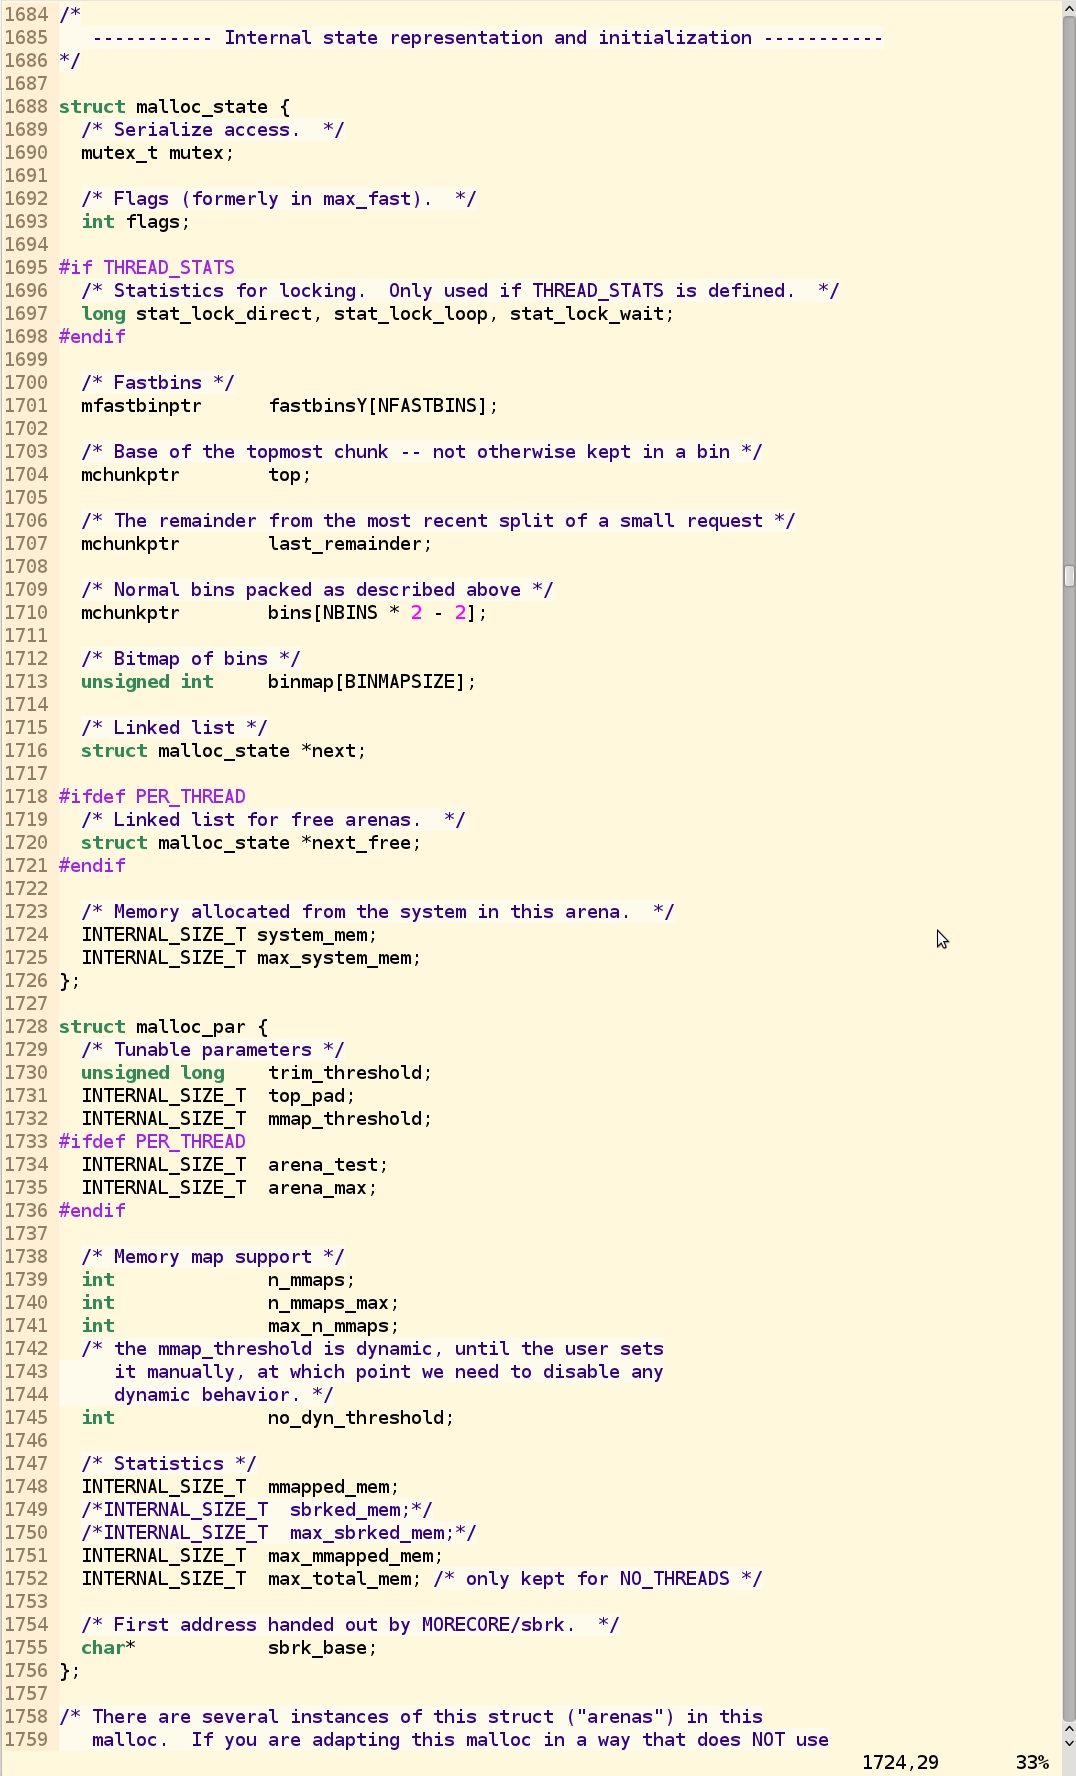 1684 /*
1685    ----------- Internal state representation and initialization -----------
1686 */
1687
1688 struct malloc_state {
1689   /* Serialize access.  */
1690   mutex_t mutex;
1691
1692   /* Flags (formerly in max_fast).  */
1693   int flags;
1694
1695 #if THREAD_STATS
1696   /* Statistics for locking.  Only used if THREAD_STATS is defined.  */
1697   long stat_lock_direct, stat_lock_loop, stat_lock_wait;
1698 #endif
1699
1700   /* Fastbins */
1701   mfastbinptr      fastbinsY[NFASTBINS];
1702
1703   /* Base of the topmost chunk -- not otherwise kept in a bin */
1704   mchunkptr        top;
1705
1706   /* The remainder from the most recent split of a small request */
1707   mchunkptr        last_remainder;
1708
1709   /* Normal bins packed as described above */
1710   mchunkptr        bins[NBINS * 2 - 2];
1711
1712   /* Bitmap of bins */
1713   unsigned int     binmap[BINMAPSIZE];
1714
1715   /* Linked list */
1716   struct malloc_state *next;
1717
1718 #ifdef PER_THREAD
1719   /* Linked list for free arenas.  */
1720   struct malloc_state *next_free;
1721 #endif
1722
1723   /* Memory allocated from the system in this arena.  */
1724   INTERNAL_SIZE_T system_mem;
1725   INTERNAL_SIZE_T max_system_mem;
1726 };
1727
1728 struct malloc_par {
1729   /* Tunable parameters */
1730   unsigned long    trim_threshold;
1731   INTERNAL_SIZE_T  top_pad;
1732   INTERNAL_SIZE_T  mmap_threshold;
1733 #ifdef PER_THREAD
1734   INTERNAL_SIZE_T  arena_test;
1735   INTERNAL_SIZE_T  arena_max;
1736 #endif
1737
1738   /* Memory map support */
1739   int              n_mmaps;
1740   int              n_mmaps_max;
1741   int              max_n_mmaps;
1742   /* the mmap_threshold is dynamic, until the user sets
1743      it manually, at which point we need to disable any
1744      dynamic behavior. */
1745   int              no_dyn_threshold;
1746
1747   /* Statistics */
1748   INTERNAL_SIZE_T  mmapped_mem;
1749   /*INTERNAL_SIZE_T  sbrked_mem;*/
1750   /*INTERNAL_SIZE_T  max_sbrked_mem;*/
1751   INTERNAL_SIZE_T  max_mmapped_mem;
1752   INTERNAL_SIZE_T  max_total_mem; /* only kept for NO_THREADS */
1753
1754   /* First address handed out by MORECORE/sbrk.  */
1755   char*            sbrk_base;
1756 };
1757
1758 /* There are several instances of this struct ("arenas") in this
1759    malloc.  If you are adapting this malloc in a way that does NOT use
1724,29       33%